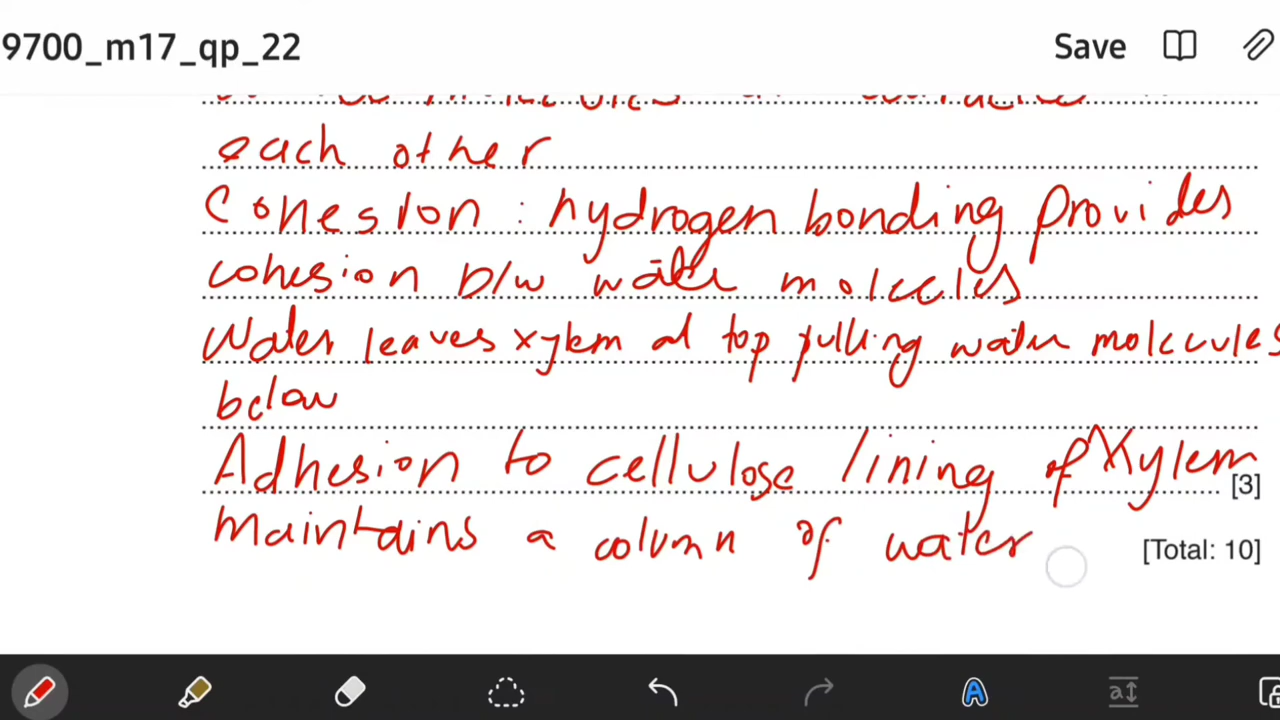 9700_m17_qp_22 Save
molecules
each other
Cohesion : hydrogen bonding provides
cohesion b/w water molecules
Water leaves xylem at top pulling water molecules
below
Adhesion to cellulose lining of Xylem [3]
maintains a column of water
[Total: 10]